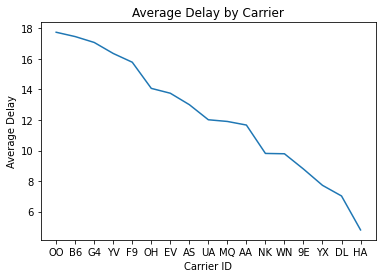 Average Delay by Carrier
18
16
14
12
10
8
6
Average Delay
OO B6 G4 YV F9 OH EV AS UA MQ AA NK WN 9E YX DL HA
Carrier ID